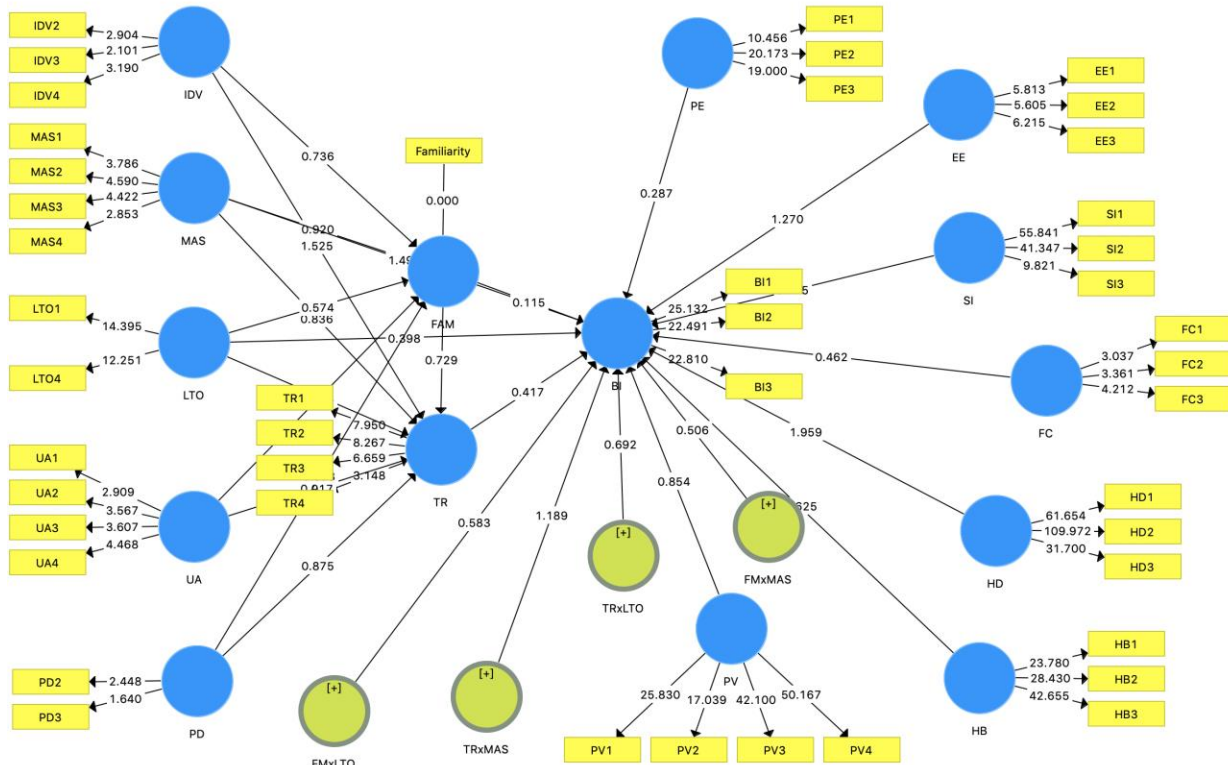 IDV2
IDV3
IDV4
2.904
2.101
3.190
IDV
MAS1
MAS2
MAS3
MAS4
3.786
4.590
4.422
2.853
MAS
LTO1
LTO4
14.395
12.251
LTO
UA1
UA2
UA3
UA4
2.909
3.567
3.607
4.468
UA
PD2
PD3
2.448
1.640
PD
Familiarity
0.000
FAM
0.736
0.920
1.525
0.574
0.836
0.398
0.115
0.729
TR1
TR2
TR3
TR4
7.950
8.267
6.659
3.148
TR
0.417
0.875
0.583
1.189
0.692
0.854
0.506
[+]
FMxLTO
[+]
TRxMAS
[+]
TRxLTO
[+]
FMxMAS
PE1
PE2
PE3
10.456
20.173
19.000
PE
0.287
EE1
EE2
EE3
5.813
5.605
6.215
EE
1.270
SI1
SI2
SI3
55.841
41.347
9.821
SI
BI1
BI2
BI3
25.132
22.491
22.810
BI
FC1
FC2
FC3
3.037
3.361
4.212
FC
0.462
1.959
HD1
HD2
HD3
61.654
109.972
31.700
HD
HB1
HB2
HB3
23.780
28.430
42.655
HB
PV
25.830
17.039
42.100
50.167
PV1
PV2
PV3
PV4